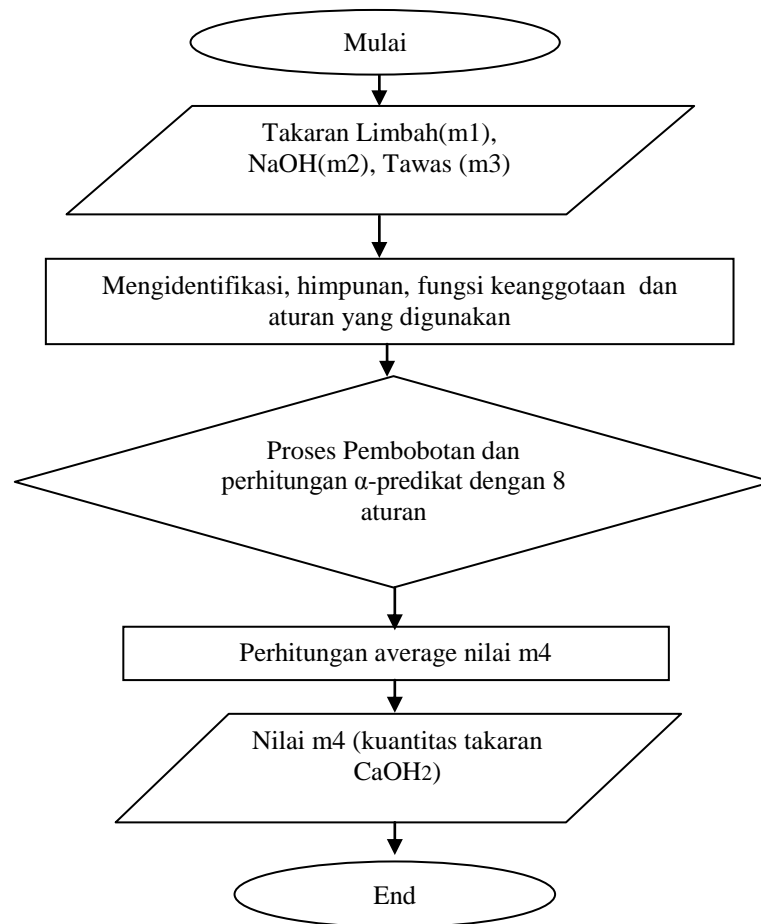 Mulai
Takaran Limbah(m1),
NaOH(m2), Tawas (m3)
Mengidentifikasi, himpunan, fungsi keanggotaan dan
aturan yang digunakan
Proses Pembobotan dan
perhitungan α-predikat dengan 8
aturan
Perhitungan average nilai m4
Nilai m4 (kuantitas takaran
CaOH2)
End